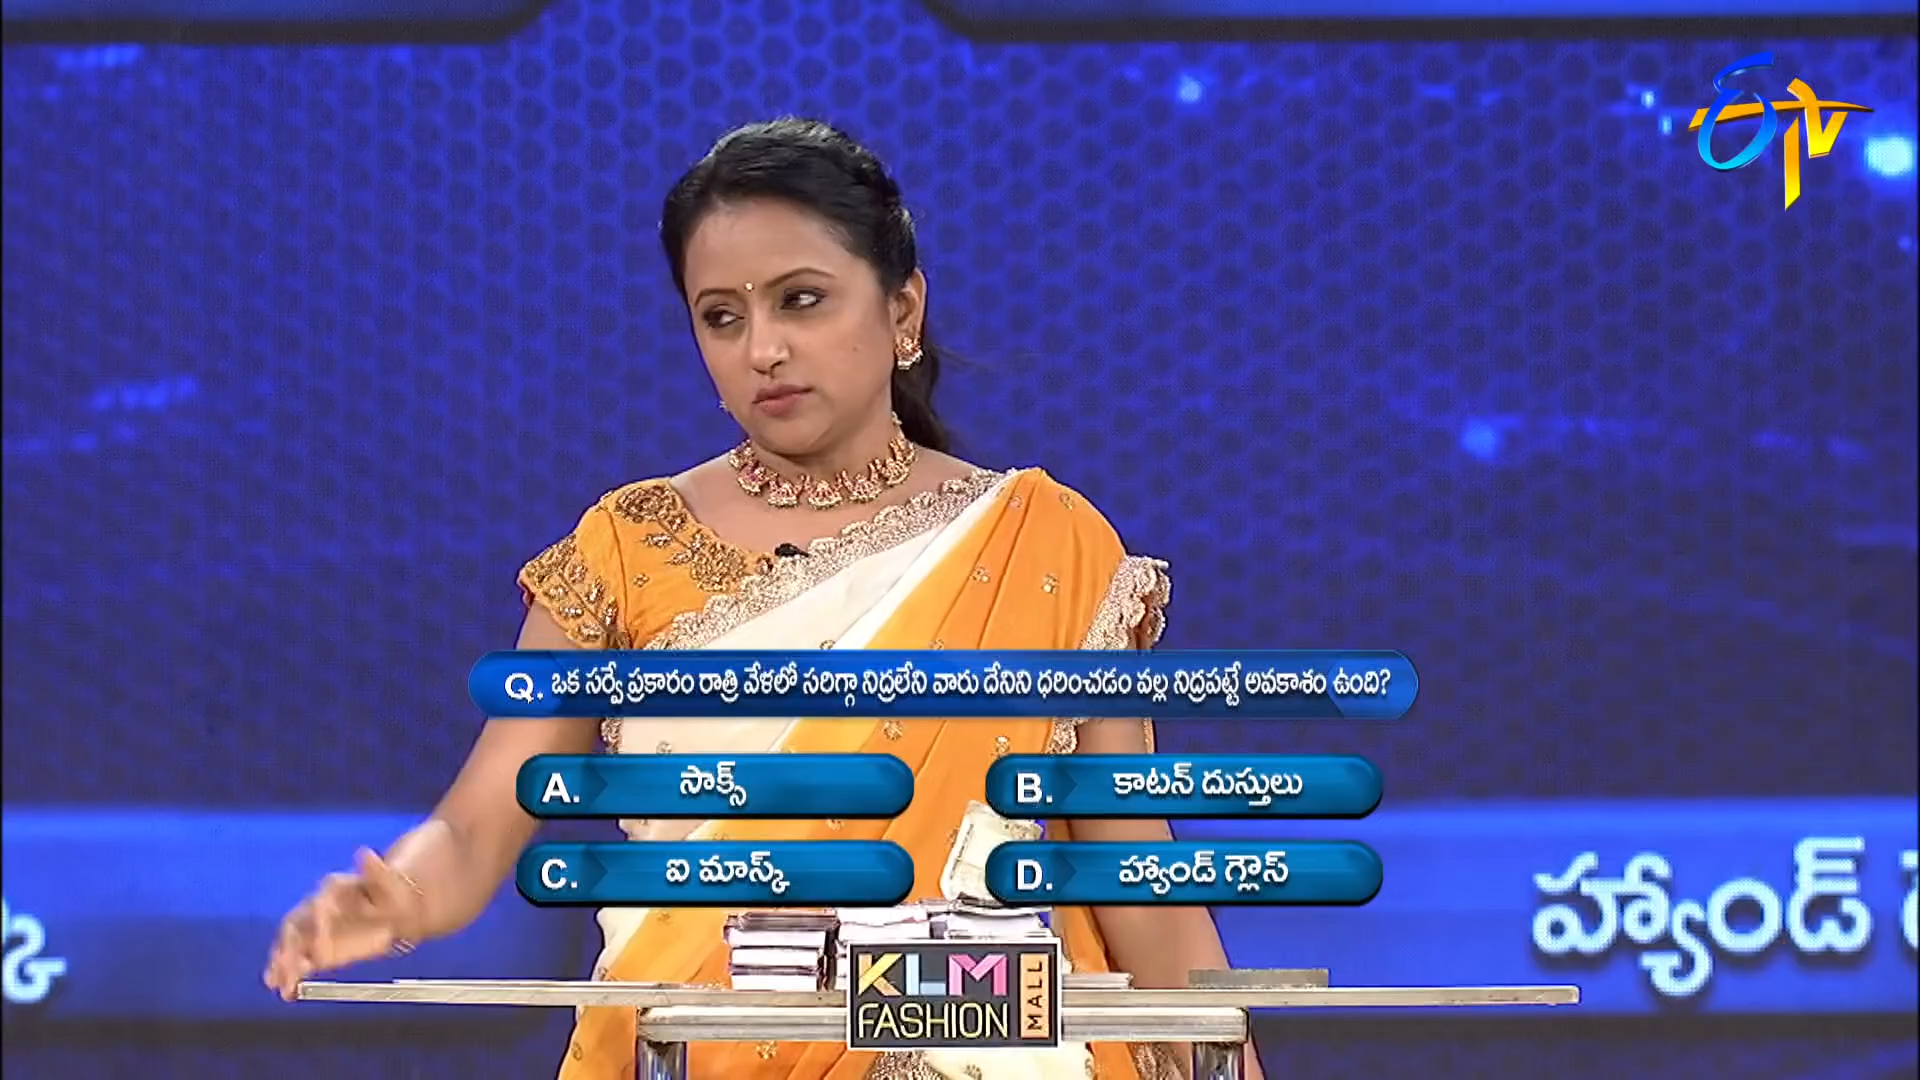 ETV
Q. ఒక సర్వే ప్రకారం రాత్రి వేళలో సరిగ్గా నిద్రలేని వారు దేనిని ధరించడం వల్ల నిద్రపట్టే అవకాశం ఉంది?
A. సాక్స్
B. కాటన్ దుస్తులు
C. ఐ మాస్క్
D. హ్యాండ్ గ్లౌస్
హ్యాండ్
KLM
FASHION
MALL